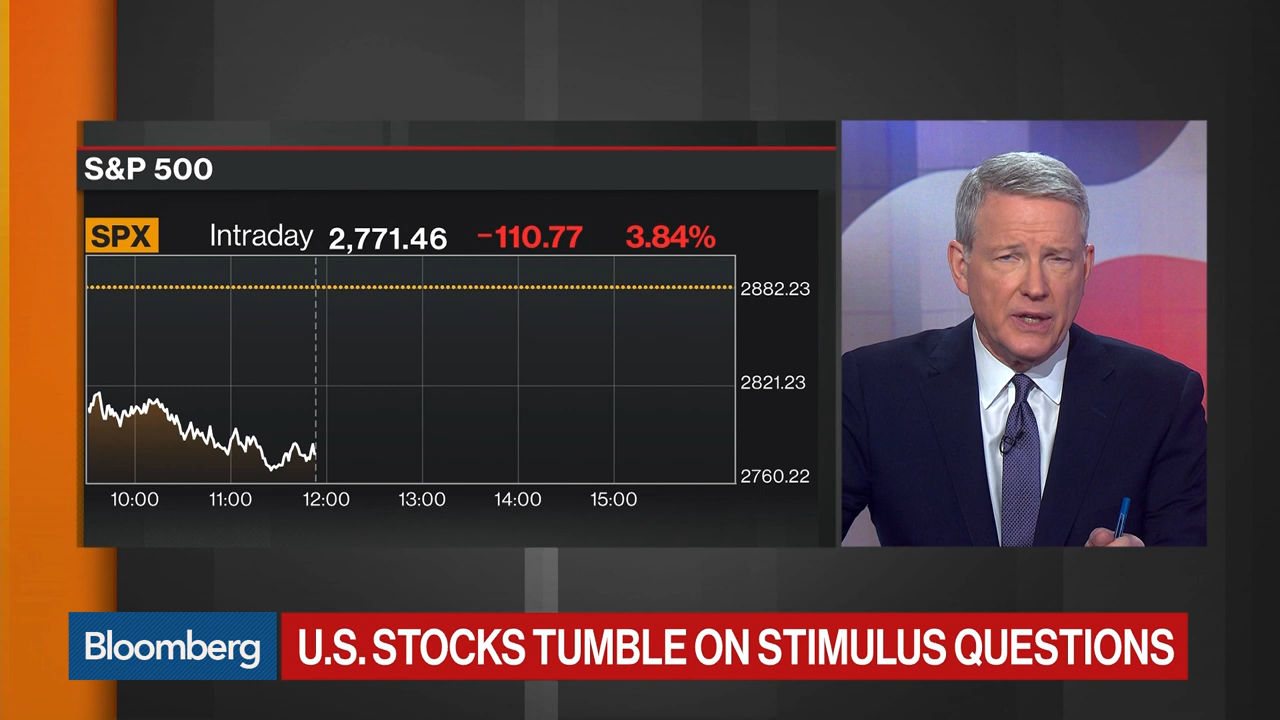 S&P 500
SPX Intraday 2,771.46 −110.77 3.84%
2882.23
2821.23
2760.22
10:00 11:00 12:00 13:00 14:00 15:00
Bloomberg U.S. STOCKS TUMBLE ON STIMULUS QUESTIONS